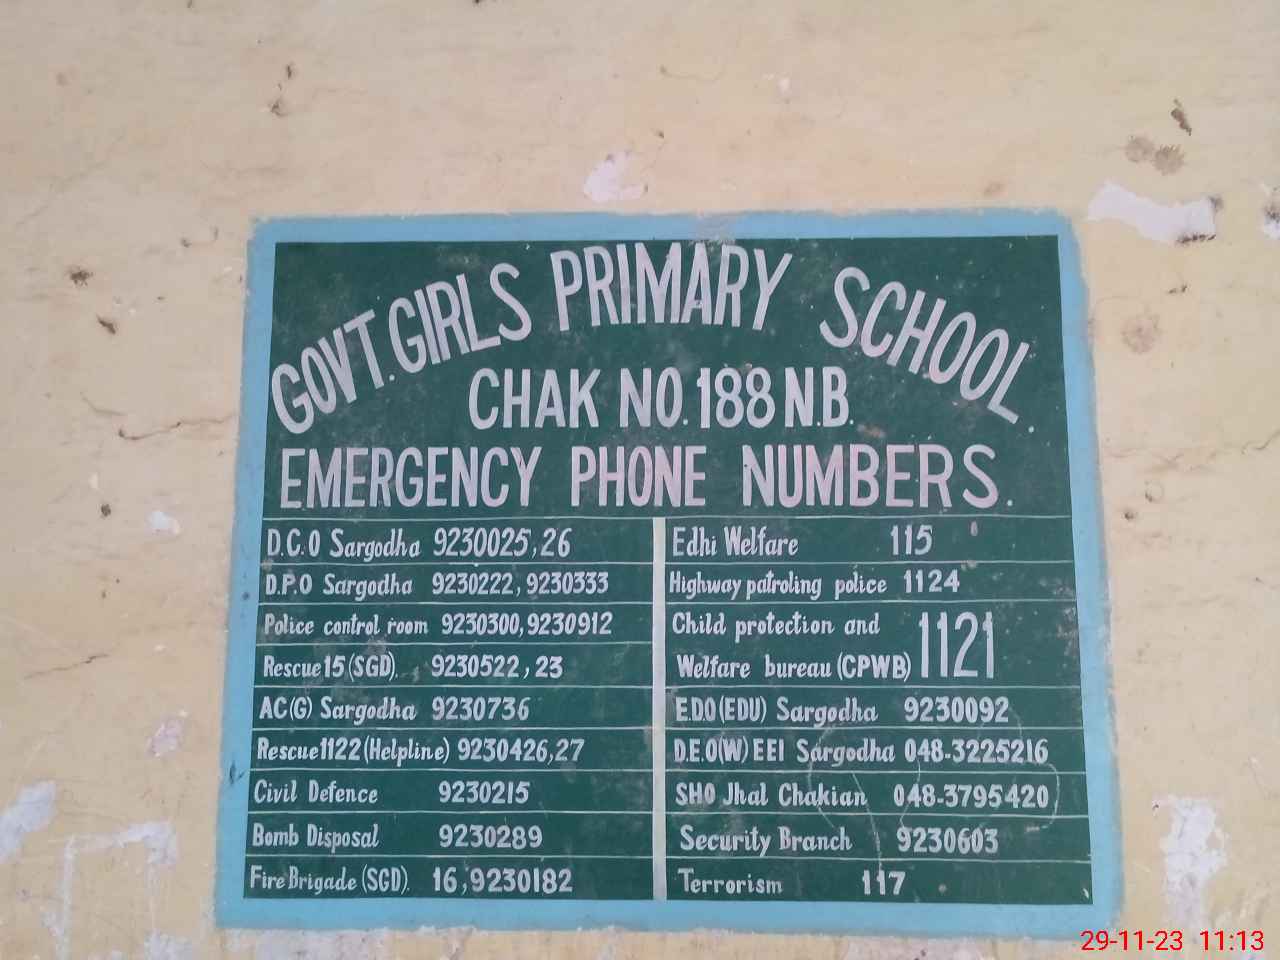 GOVT. GIRLS PRIMARY SCHOOL.
CHAK NO. 188 N.B.
EMERGENCY PHONE NUMBERS.
D.C.O Sargodha 9230025,26
D.P.O Sargodha 9230222,9230333
Police control room 9230300,9230912
Rescue15(SGD). 9230522,23
AC(G) Sargodha 9230736
Rescue1122(Helpline) 9230426,27
Civil Defence 9230215
Bomb Disposal 9230289
Fire Brigade (SGD). 16,9230182
Edhi Welfare 115
Highway patroling police 1124
Child protection and
Welfare bureau (CPWB) 1121
E.D.O (EDU) Sargodha 9230092
D.E.O(W) EEI Sargodha 048-3225216
SHO Jhal Chakian 048-3795420
Security Branch 9230603
Terrorism 117
29-11-23 11:13